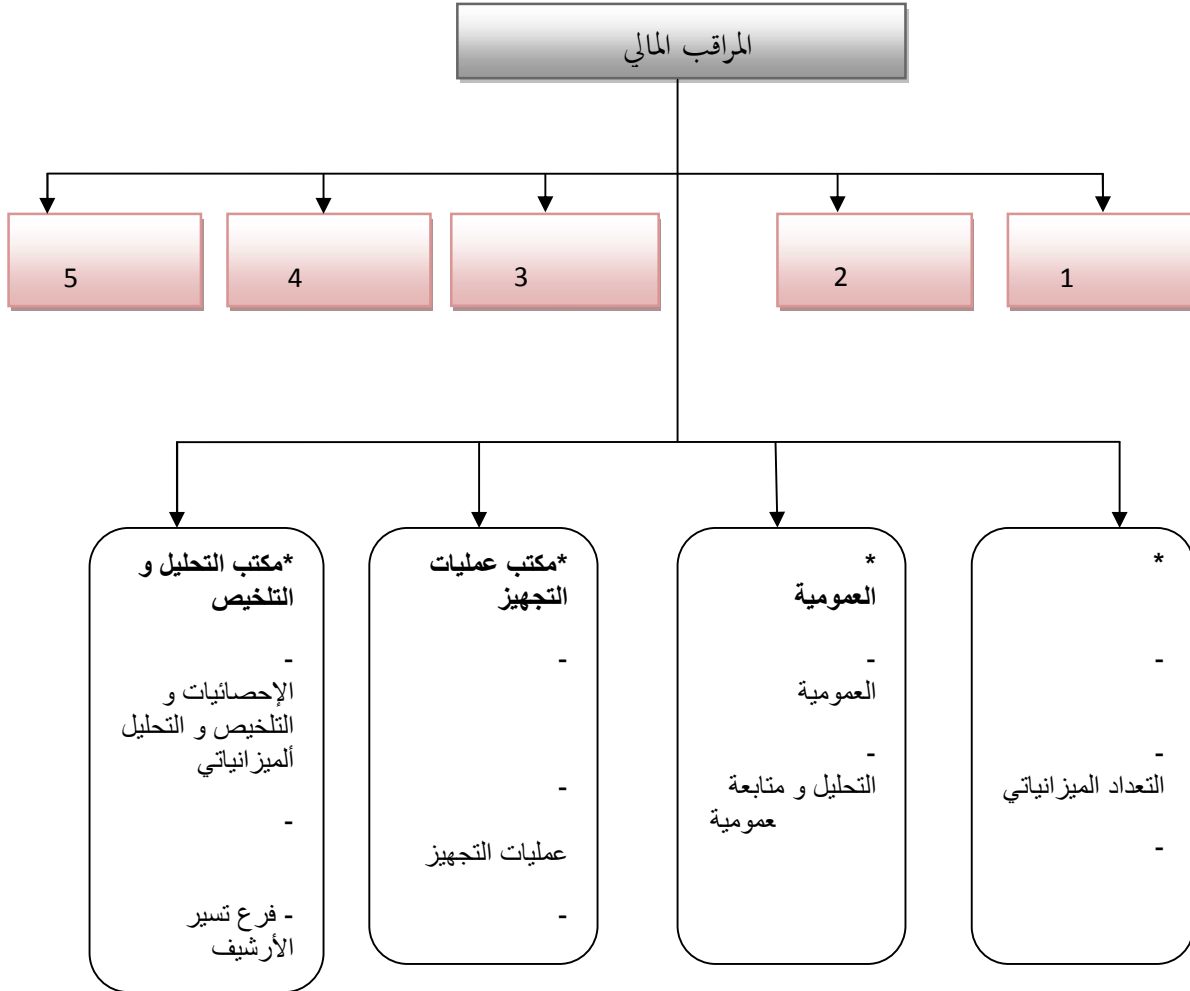 المراقب المالي
1
2
3
4
5
*
-
-
التعداد الميزانياتي
-
*
العمومية
-
العمومية
-
التحليل و متابعة
عمومية
*مكتب عمليات
التجهيز
-
-
عمليات التجهيز
-
*مكتب التحليل و
التلخيص
-
الإحصائيات و
التلخيص و التحليل
ألميزانياتي
-
- فرع تسير
الأرشيف